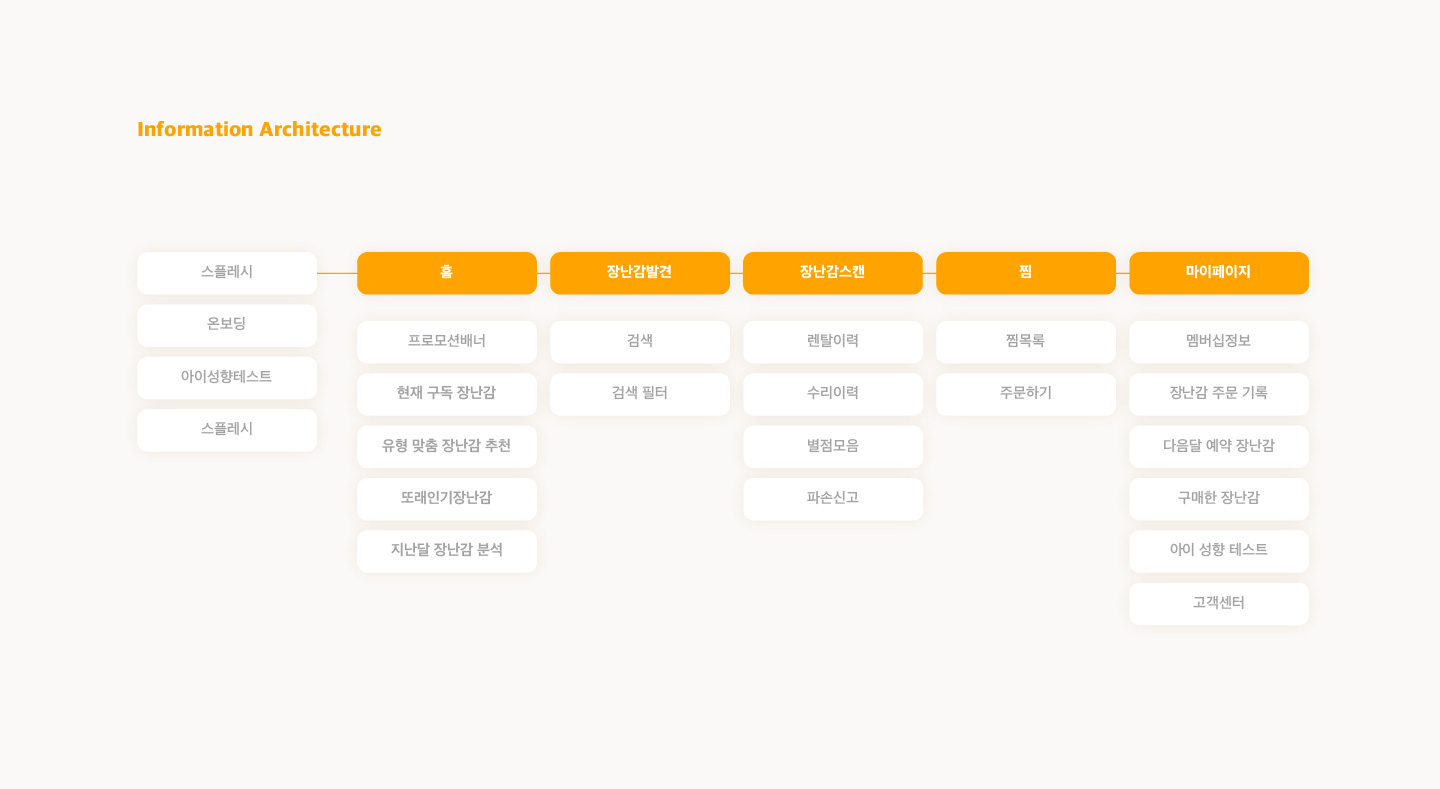 Information Architecture
스플레시
온보딩
아이성향테스트
스플레시
홈
프로모션배너
현재 구독 장난감
유형 맞춤 장난감 추천
또래인기장난감
지난달 장난감 분석
장난감발견
검색
검색 필터
장난감스캔
렌탈이력
수리이력
별점모음
파손신고
찜
찜목록
주문하기
마이페이지
멤버십정보
장난감 주문 기록
다음달 예약 장난감
구매한 장난감
아이 성향 테스트
고객센터